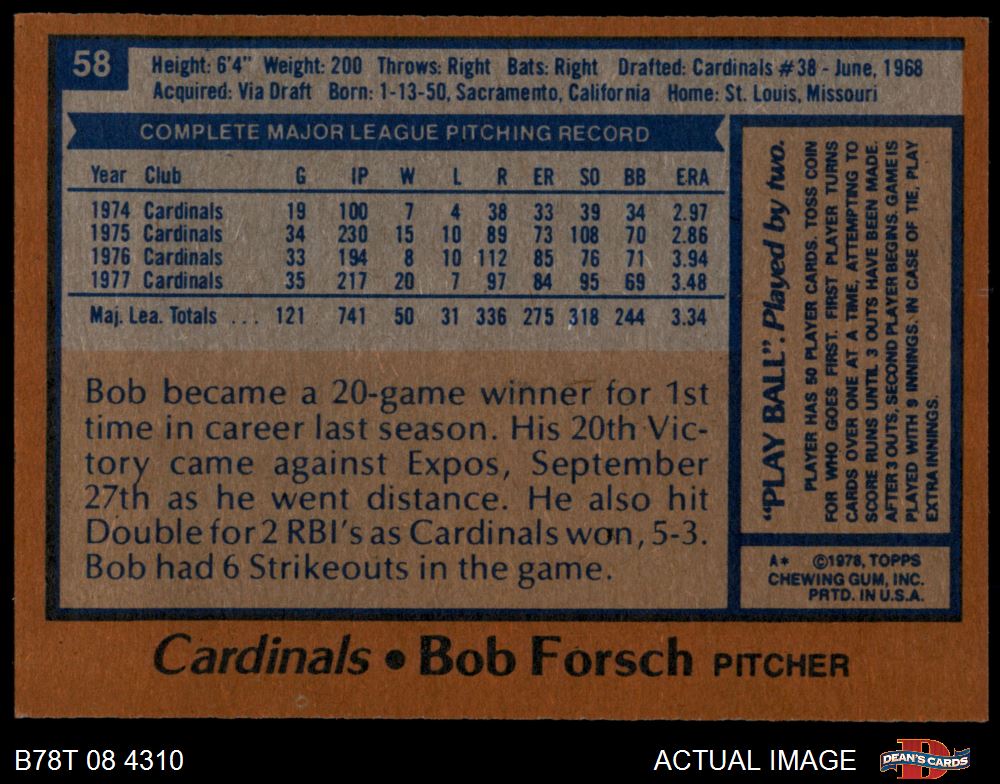 58
Height: 6'4" Weight: 200 Throws: Right Bats: Right Drafted: Cardinals #38 - June, 1968
Acquired: Via Draft Born: 1-13-50, Sacramento, California Home: St. Louis, Missouri
COMPLETE MAJOR LEAGUE PITCHING RECORD
Year Club G IP W L R ER SO BB ERA
1974 Cardinals 19 100 7 4 38 33 39 34 2.97
1975 Cardinals 34 230 15 10 89 73 108 70 2.86
1976 Cardinals 33 194 8 10 112 85 76 71 3.94
1977 Cardinals 35 217 20 7 97 84 95 69 3.48
Maj. Lea. Totals ... 121 741 50 31 336 275 318 244 3.34
Bob became a 20-game winner for 1st
time in career last season. His 20th Vic-
tory came against Expos, September
27th as he went distance. He also hit
Double for 2 RBI's as Cardinals won, 5-3.
Bob had 6 Strikeouts in the game.
"PLAY BALL". Played by two.
PLAYER HAS 50 PLAYER CARDS. TOSS COIN
FOR WHO GOES FIRST. FIRST PLAYER TURNS
CARDS OVER ONE AT A TIME, ATTEMPTING TO
SCORE RUNS UNTIL 3 OUTS HAVE BEEN MADE.
AFTER 3 OUTS, SECOND PLAYER BEGINS. GAME IS
PLAYED WITH 9 INNINGS. IN CASE OF TIE, PLAY
EXTRA INNINGS.
A* ©1978, TOPPS
CHEWING GUM, INC.
PRTD. IN U.S.A.
Cardinals • Bob Forsch PITCHER
B78T 08 4310 ACTUAL IMAGE
DEAN'S CARDS